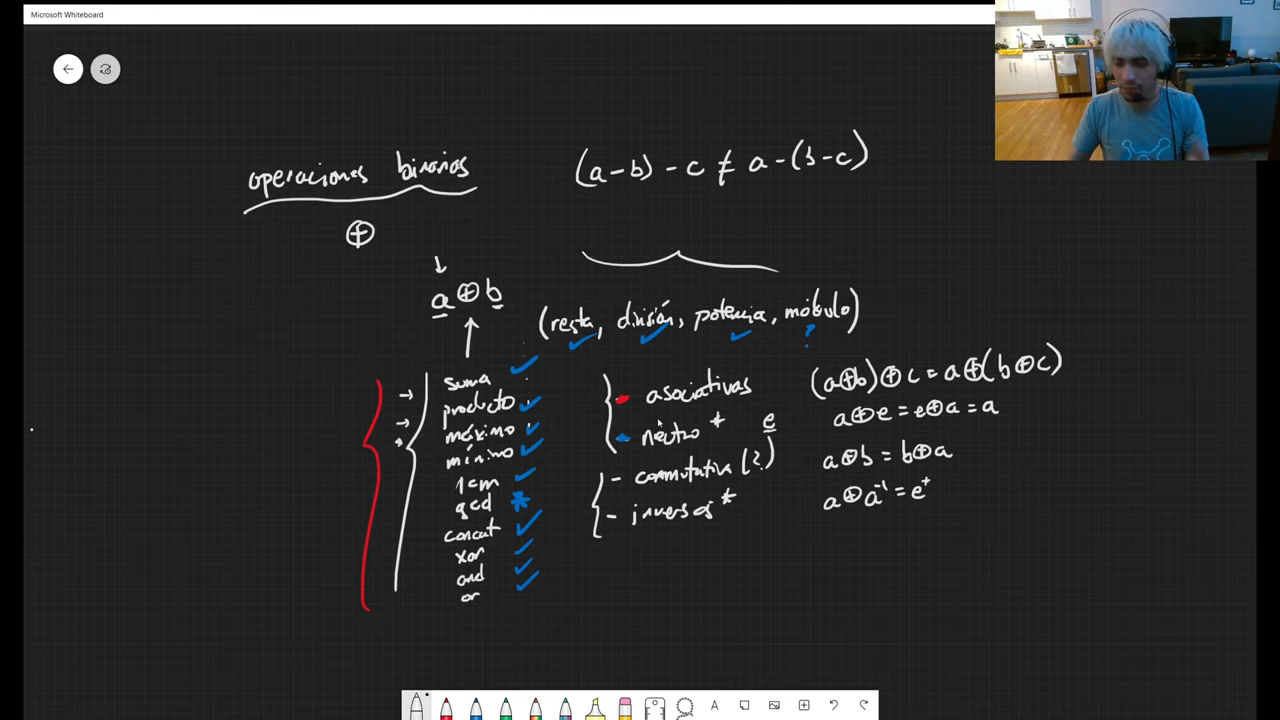 Microsoft Whiteboard
operaciones binarias
(a-b)-c ≠ a-(b-c)
⊕
a⊕b
(resta, división, potencia, módulo)
?
suma
producto
máximo
mínimo
lcm
gcd *
concat
xor
and
or
asociativas
neutro * e
- conmutativa (?)
- inversos *
(a⊕b)⊕c=a⊕(b⊕c)
a⊕e=e⊕a=a
a⊕b=b⊕a
a⊕a⁻¹=e⁺
A